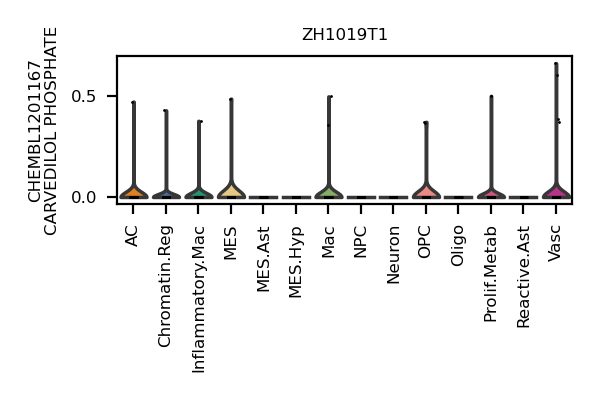 ZH1019T1
CHEMBL1201167
CARVEDILOL PHOSPHATE
0.5
0.0
AC
Chromatin.Reg
Inflammatory.Mac
MES
MES.Ast
MES.Hyp
Mac
NPC
Neuron
OPC
Oligo
Prolif.Metab
Reactive.Ast
Vasc